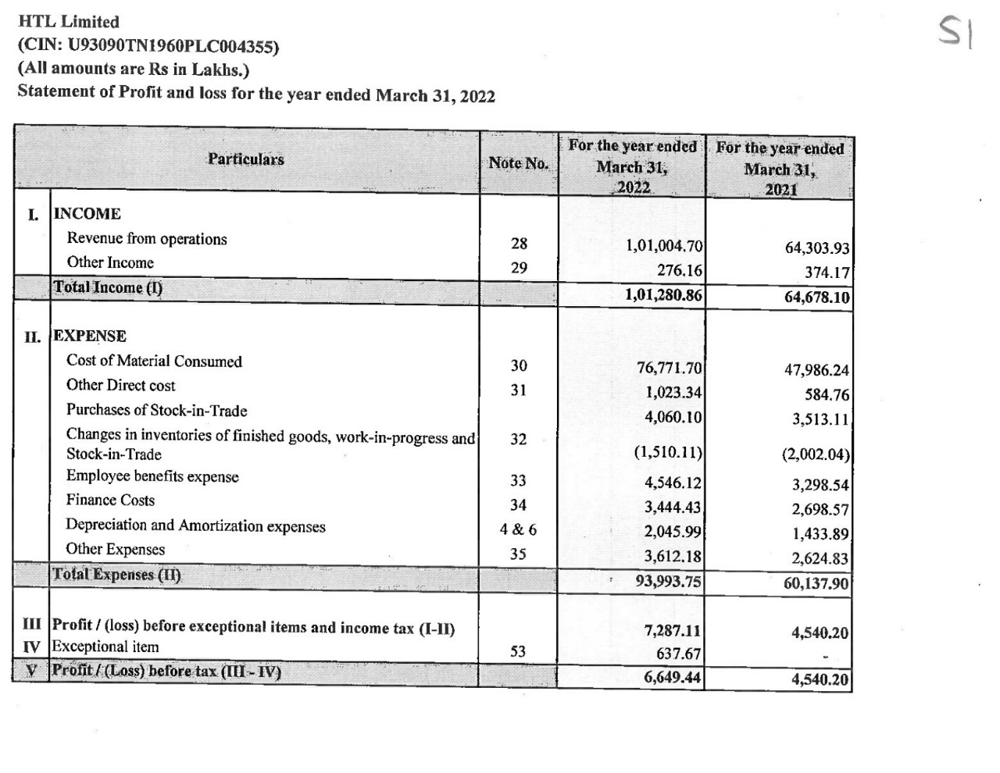 HTL Limited
(CIN: U93090TN1960PLC004355)
(All amounts are Rs in Lakhs.)
Statement of Profit and loss for the year ended March 31, 2022
S1
Particulars Note No. For the year ended March 31, 2022 For the year ended March 31, 2021
I. INCOME
Revenue from operations 28 1,01,004.70 64,303.93
Other Income 29 276.16 374.17
Total Income (I) 1,01,280.86 64,678.10
II. EXPENSE
Cost of Material Consumed 30 76,771.70 47,986.24
Other Direct cost 31 1,023.34 584.76
Purchases of Stock-in-Trade 4,060.10 3,513.11
Changes in inventories of finished goods, work-in-progress and 32
Stock-in-Trade (1,510.11) (2,002.04)
Employee benefits expense 33 4,546.12 3,298.54
Finance Costs 34 3,444.43 2,698.57
Depreciation and Amortization expenses 4 & 6 2,045.99 1,433.89
Other Expenses 35 3,612.18 2,624.83
Total Expenses (II) 93,993.75 60,137.90
III Profit / (loss) before exceptional items and income tax (I-II) 7,287.11 4,540.20
IV Exceptional item 53 637.67 -
V Profit / (Loss) before tax (III - IV) 6,649.44 4,540.20